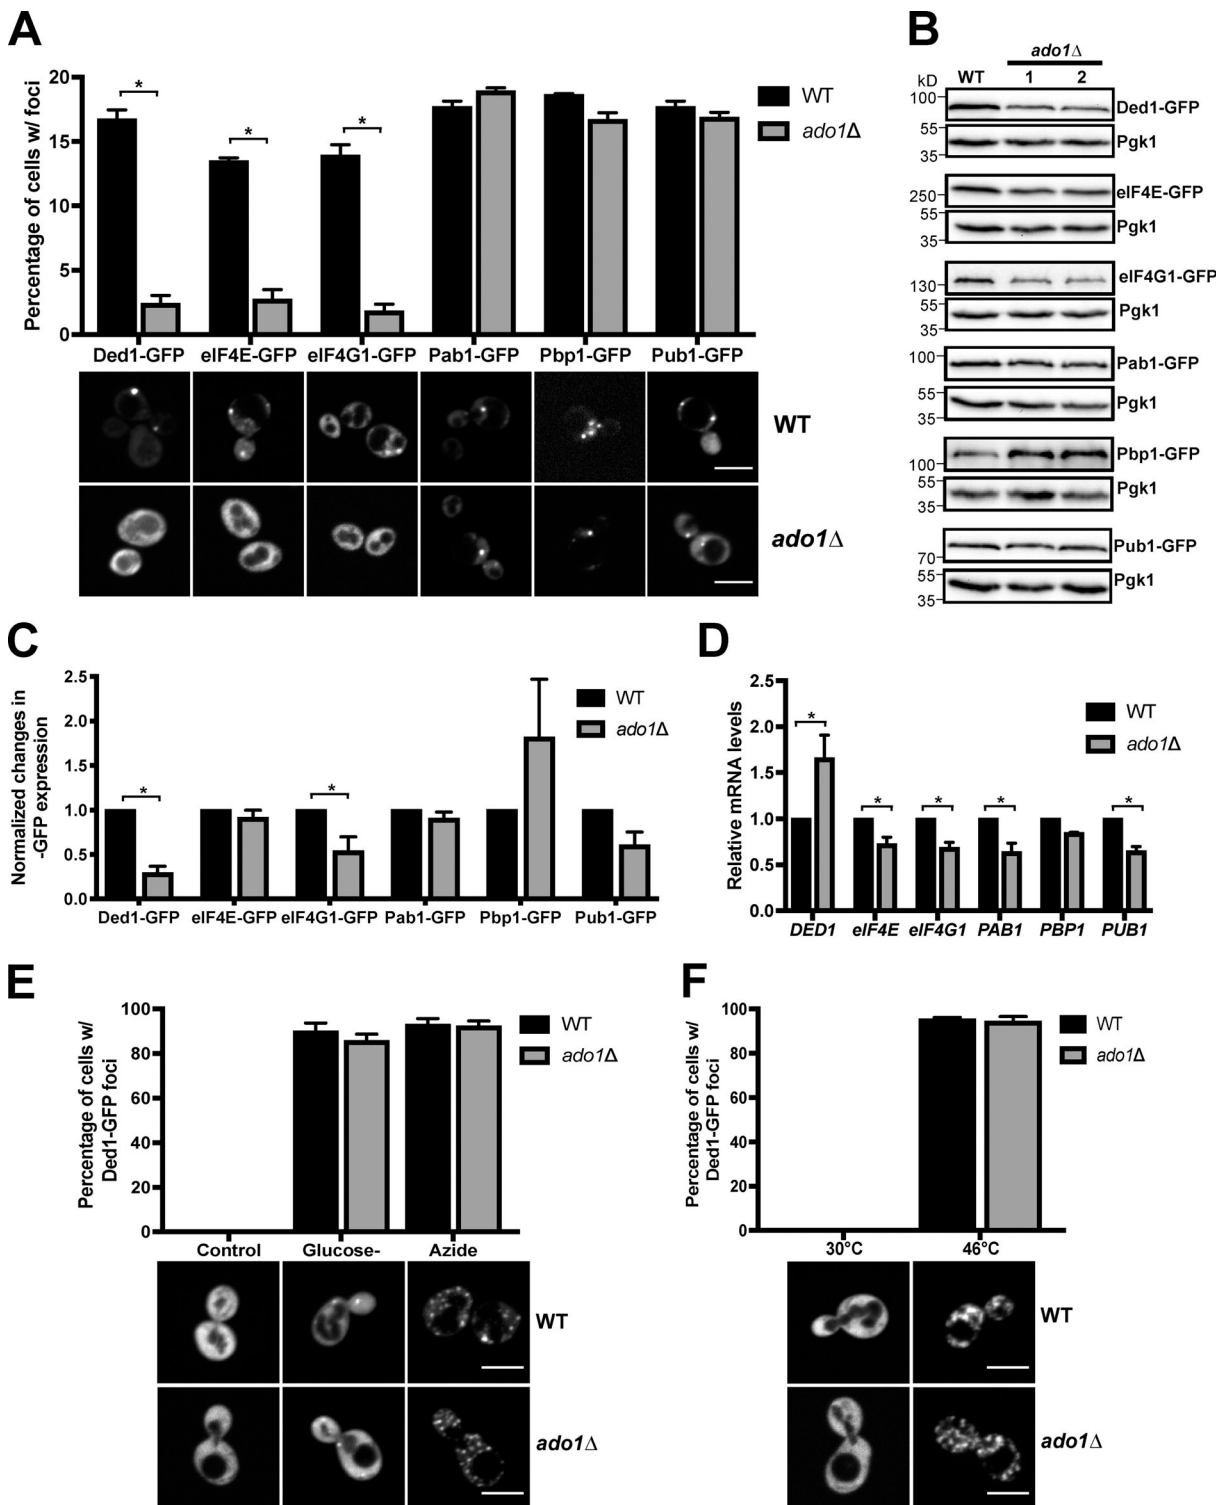 A
Percentage of cells w/ foci
20
15
10
5
0
*
*
*
WT
ado1Δ
Ded1-GFP eIF4E-GFP eIF4G1-GFP Pab1-GFP Pbp1-GFP Pub1-GFP
WT
ado1Δ
B
ado1Δ
kD WT 1 2
100 Ded1-GFP
55
35 Pgk1
250 eIF4E-GFP
55
35 Pgk1
130 eIF4G1-GFP
55
35 Pgk1
100 Pab1-GFP
55
35 Pgk1
100 Pbp1-GFP
55
35 Pgk1
70 Pub1-GFP
55
35 Pgk1
C
Normalized changes in
-GFP expression
2.5
2.0
1.5
1.0
0.5
0.0
*
*
WT
ado1Δ
Ded1-GFP eIF4E-GFP eIF4G1-GFP Pab1-GFP Pbp1-GFP Pub1-GFP
D
Relative mRNA levels
2.5
2.0
1.5
1.0
0.5
0.0
*
*
*
*
*
WT
ado1Δ
DED1 eIF4E eIF4G1 PAB1 PBP1 PUB1
E
Percentage of cells w/
Ded1-GFP foci
100
80
60
40
20
0
WT
ado1Δ
Control Glucose- Azide
WT
ado1Δ
F
Percentage of cells w/
Ded1-GFP foci
100
80
60
40
20
0
WT
ado1Δ
30°C 46°C
WT
ado1Δ